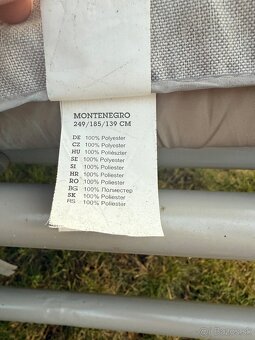 MONTENEGRO
249/185/139 CM
DE 100% Polyester
CZ 100% Polyester
HU 100% Poliészter
SE 100% Polyester
SI 100% Poliester
HR 100% Poliester
RO 100% Poliester
BG 100% Полиестер
SK 100% Polyester
RS 100% Poliester